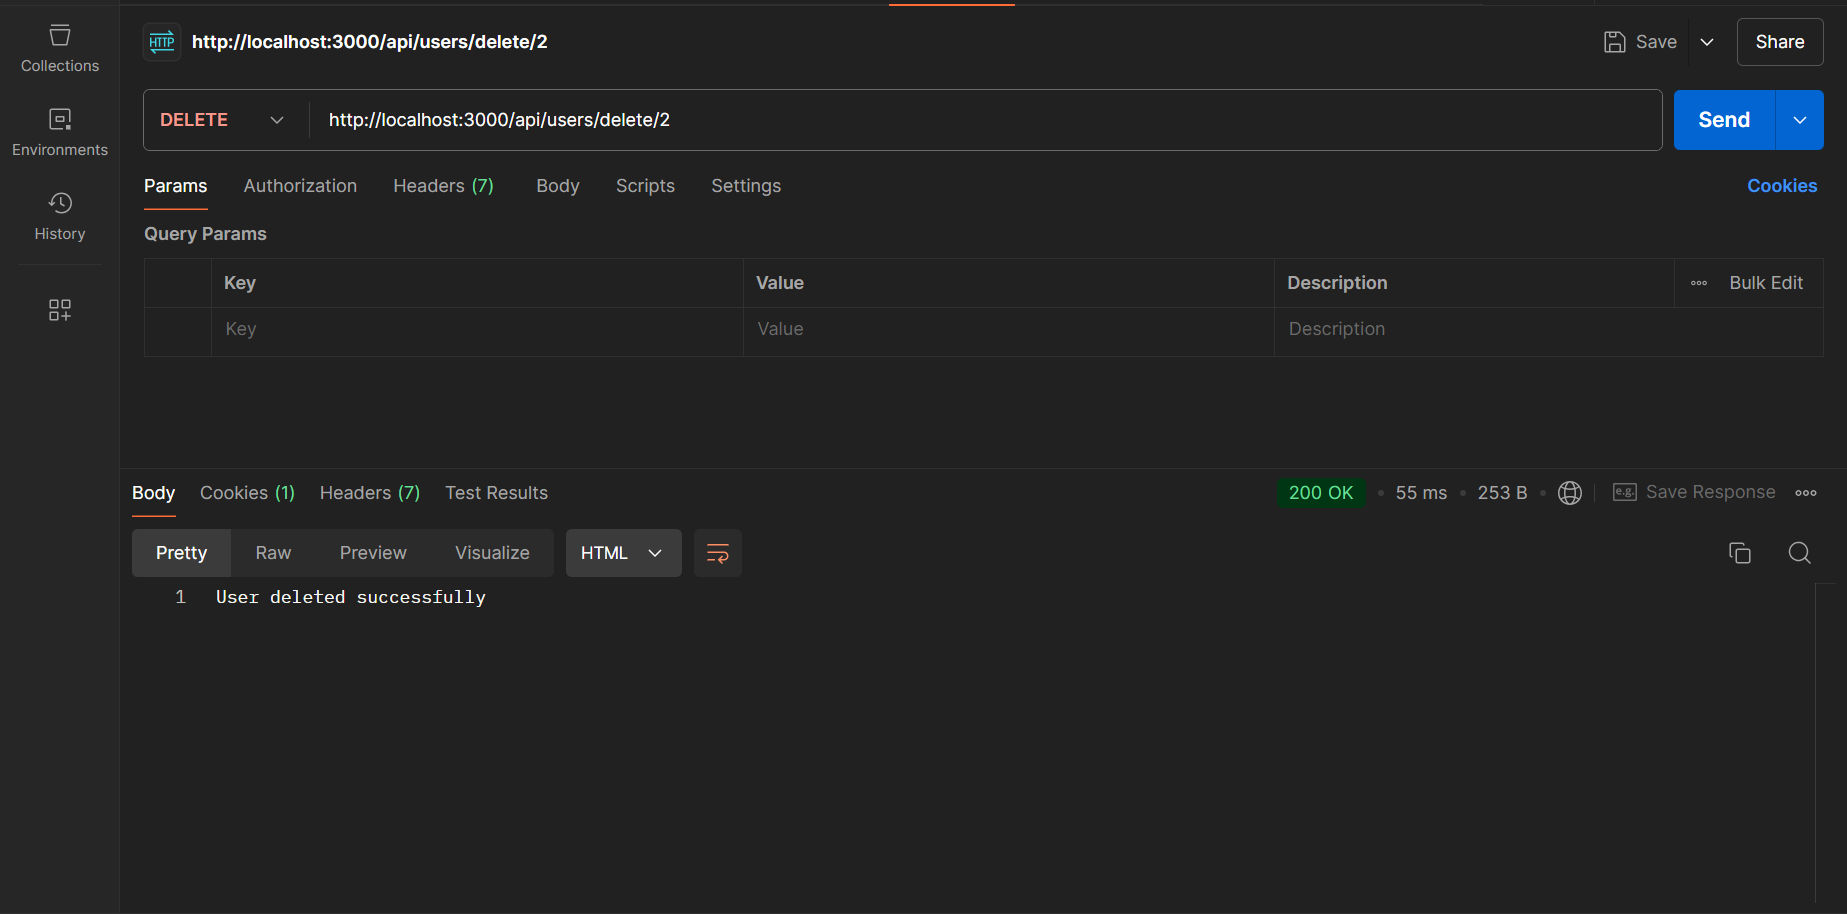 Collections
Environments
History
HTTP http://localhost:3000/api/users/delete/2 Save Share
DELETE http://localhost:3000/api/users/delete/2 Send
Params Authorization Headers (7) Body Scripts Settings Cookies
Query Params
Key Value Description Bulk Edit
Key Value Description
Body Cookies (1) Headers (7) Test Results 200 OK 55 ms 253 B e.g. Save Response
Pretty Raw Preview Visualize HTML
1 User deleted successfully